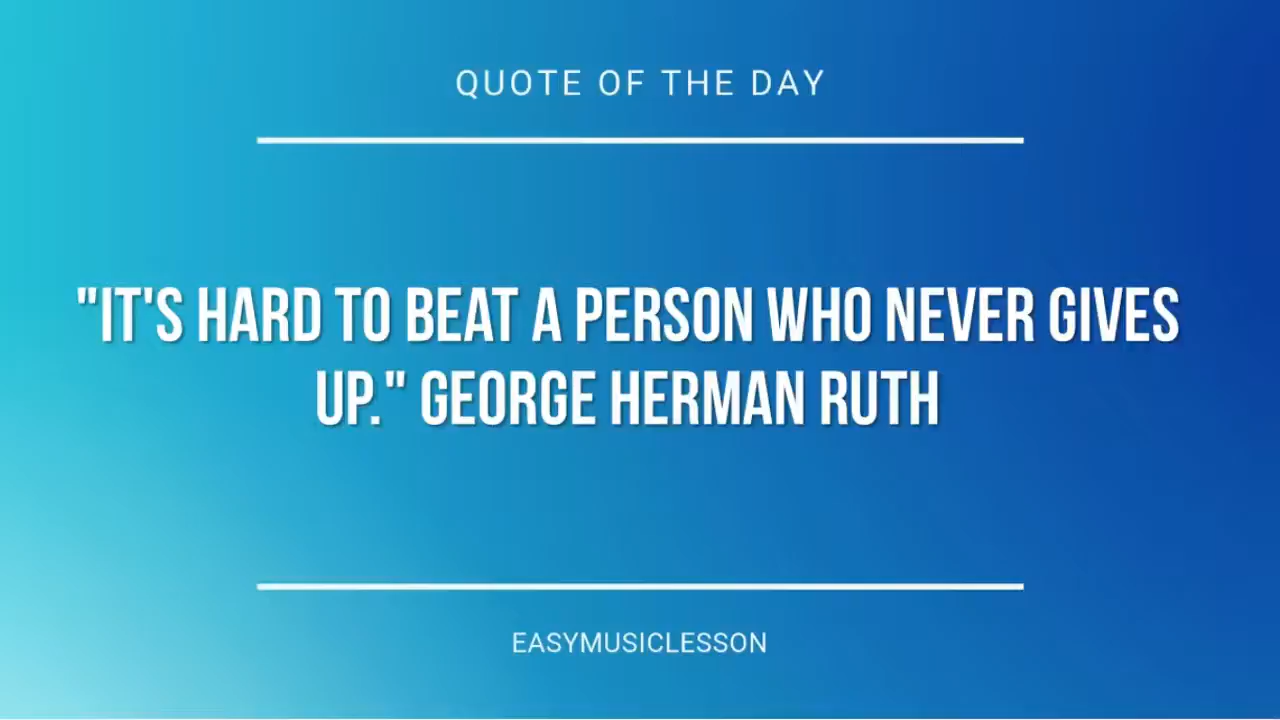 QUOTE OF THE DAY
"IT'S HARD TO BEAT A PERSON WHO NEVER GIVES
UP." GEORGE HERMAN RUTH
EASYMUSICLESSON